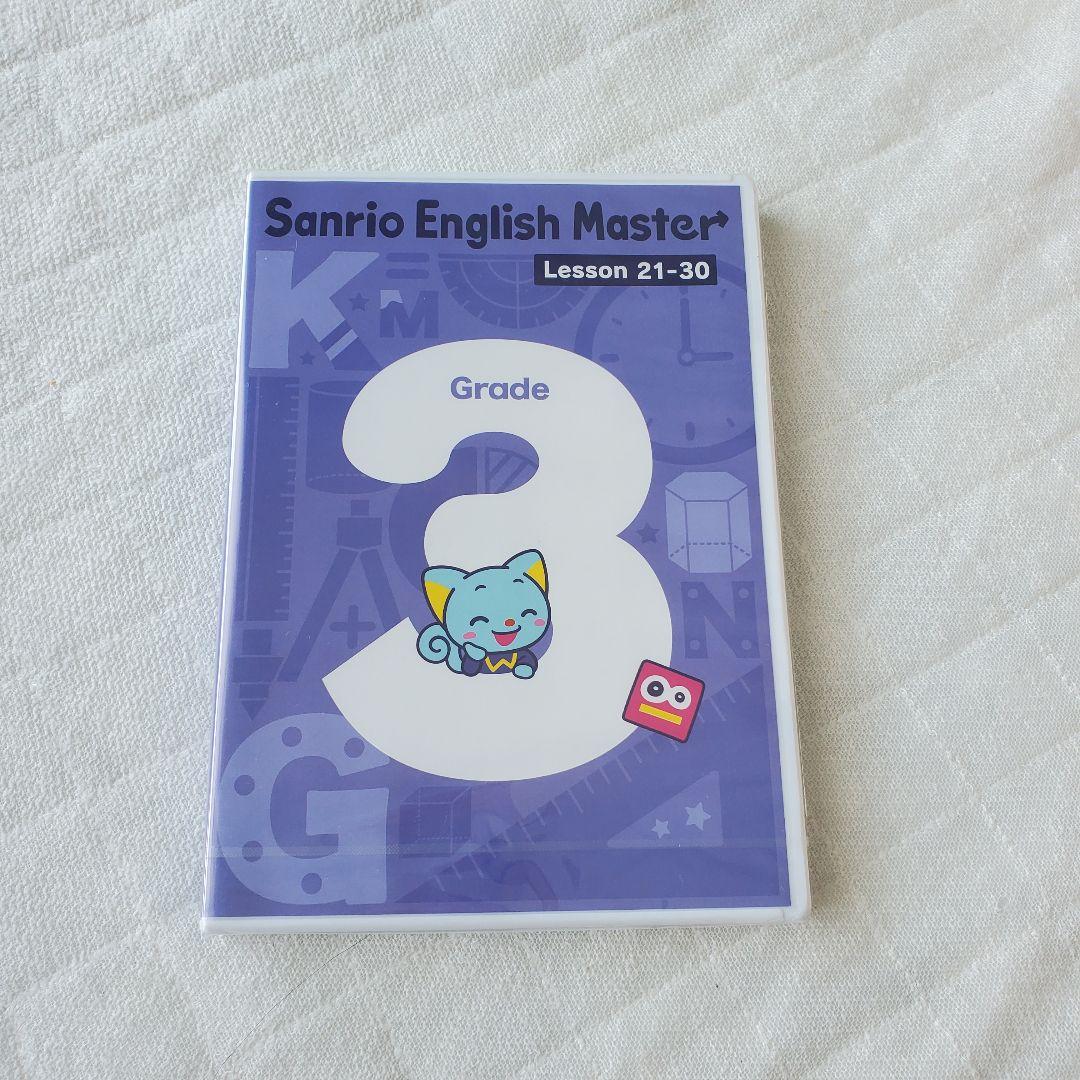 Sanrio English Master
Lesson 21-30
K
M
Grade
3
A
+
N
G
W